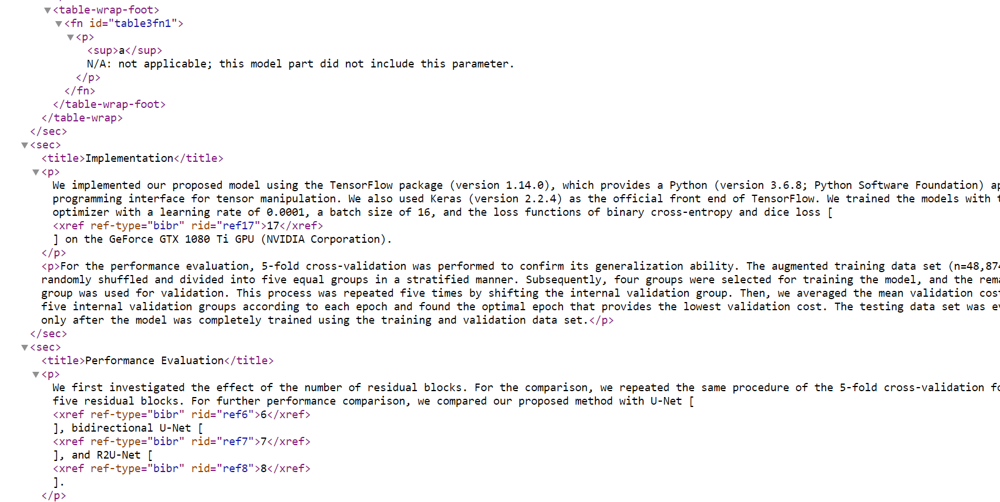 <table-wrap-foot>
<fn id="table3fn1">
<p>
<sup>a</sup>
N/A: not applicable; this model part did not include this parameter.
</p>
</fn>
</table-wrap-foot>
</table-wrap>
</sec>
<sec>
<title>Implementation</title>
<p>
We implemented our proposed model using the TensorFlow package (version 1.14.0), which provides a Python (version 3.6.8; Python Software Foundation)
programming interface for tensor manipulation. We also used Keras (version 2.2.4) as the official front end of TensorFlow. We trained the models with
optimizer with a learning rate of 0.0001, a batch size of 16, and the loss functions of binary cross-entropy and dice loss [
<xref ref-type="bibr" rid="ref17">17</xref>
] on the GeForce GTX 1080 Ti GPU (NVIDIA Corporation).
</p>
<p>For the performance evaluation, 5-fold cross-validation was performed to confirm its generalization ability. The augmented training data set (n=48,874
randomly shuffled and divided into five equal groups in a stratified manner. Subsequently, four groups were selected for training the model, and the
group was used for validation. This process was repeated five times by shifting the internal validation group. Then, we averaged the mean validation
five internal validation groups according to each epoch and found the optimal epoch that provides the lowest validation cost. The testing data set was
only after the model was completely trained using the training and validation data set.</p>
</sec>
<sec>
<title>Performance Evaluation</title>
<p>
We first investigated the effect of the number of residual blocks. For the comparison, we repeated the same procedure of the 5-fold cross-validation
five residual blocks. For further performance comparison, we compared our proposed method with U-Net [
<xref ref-type="bibr" rid="ref6">6</xref>
], bidirectional U-Net [
<xref ref-type="bibr" rid="ref7">7</xref>
], and R2U-Net [
<xref ref-type="bibr" rid="ref8">8</xref>
].
</p>